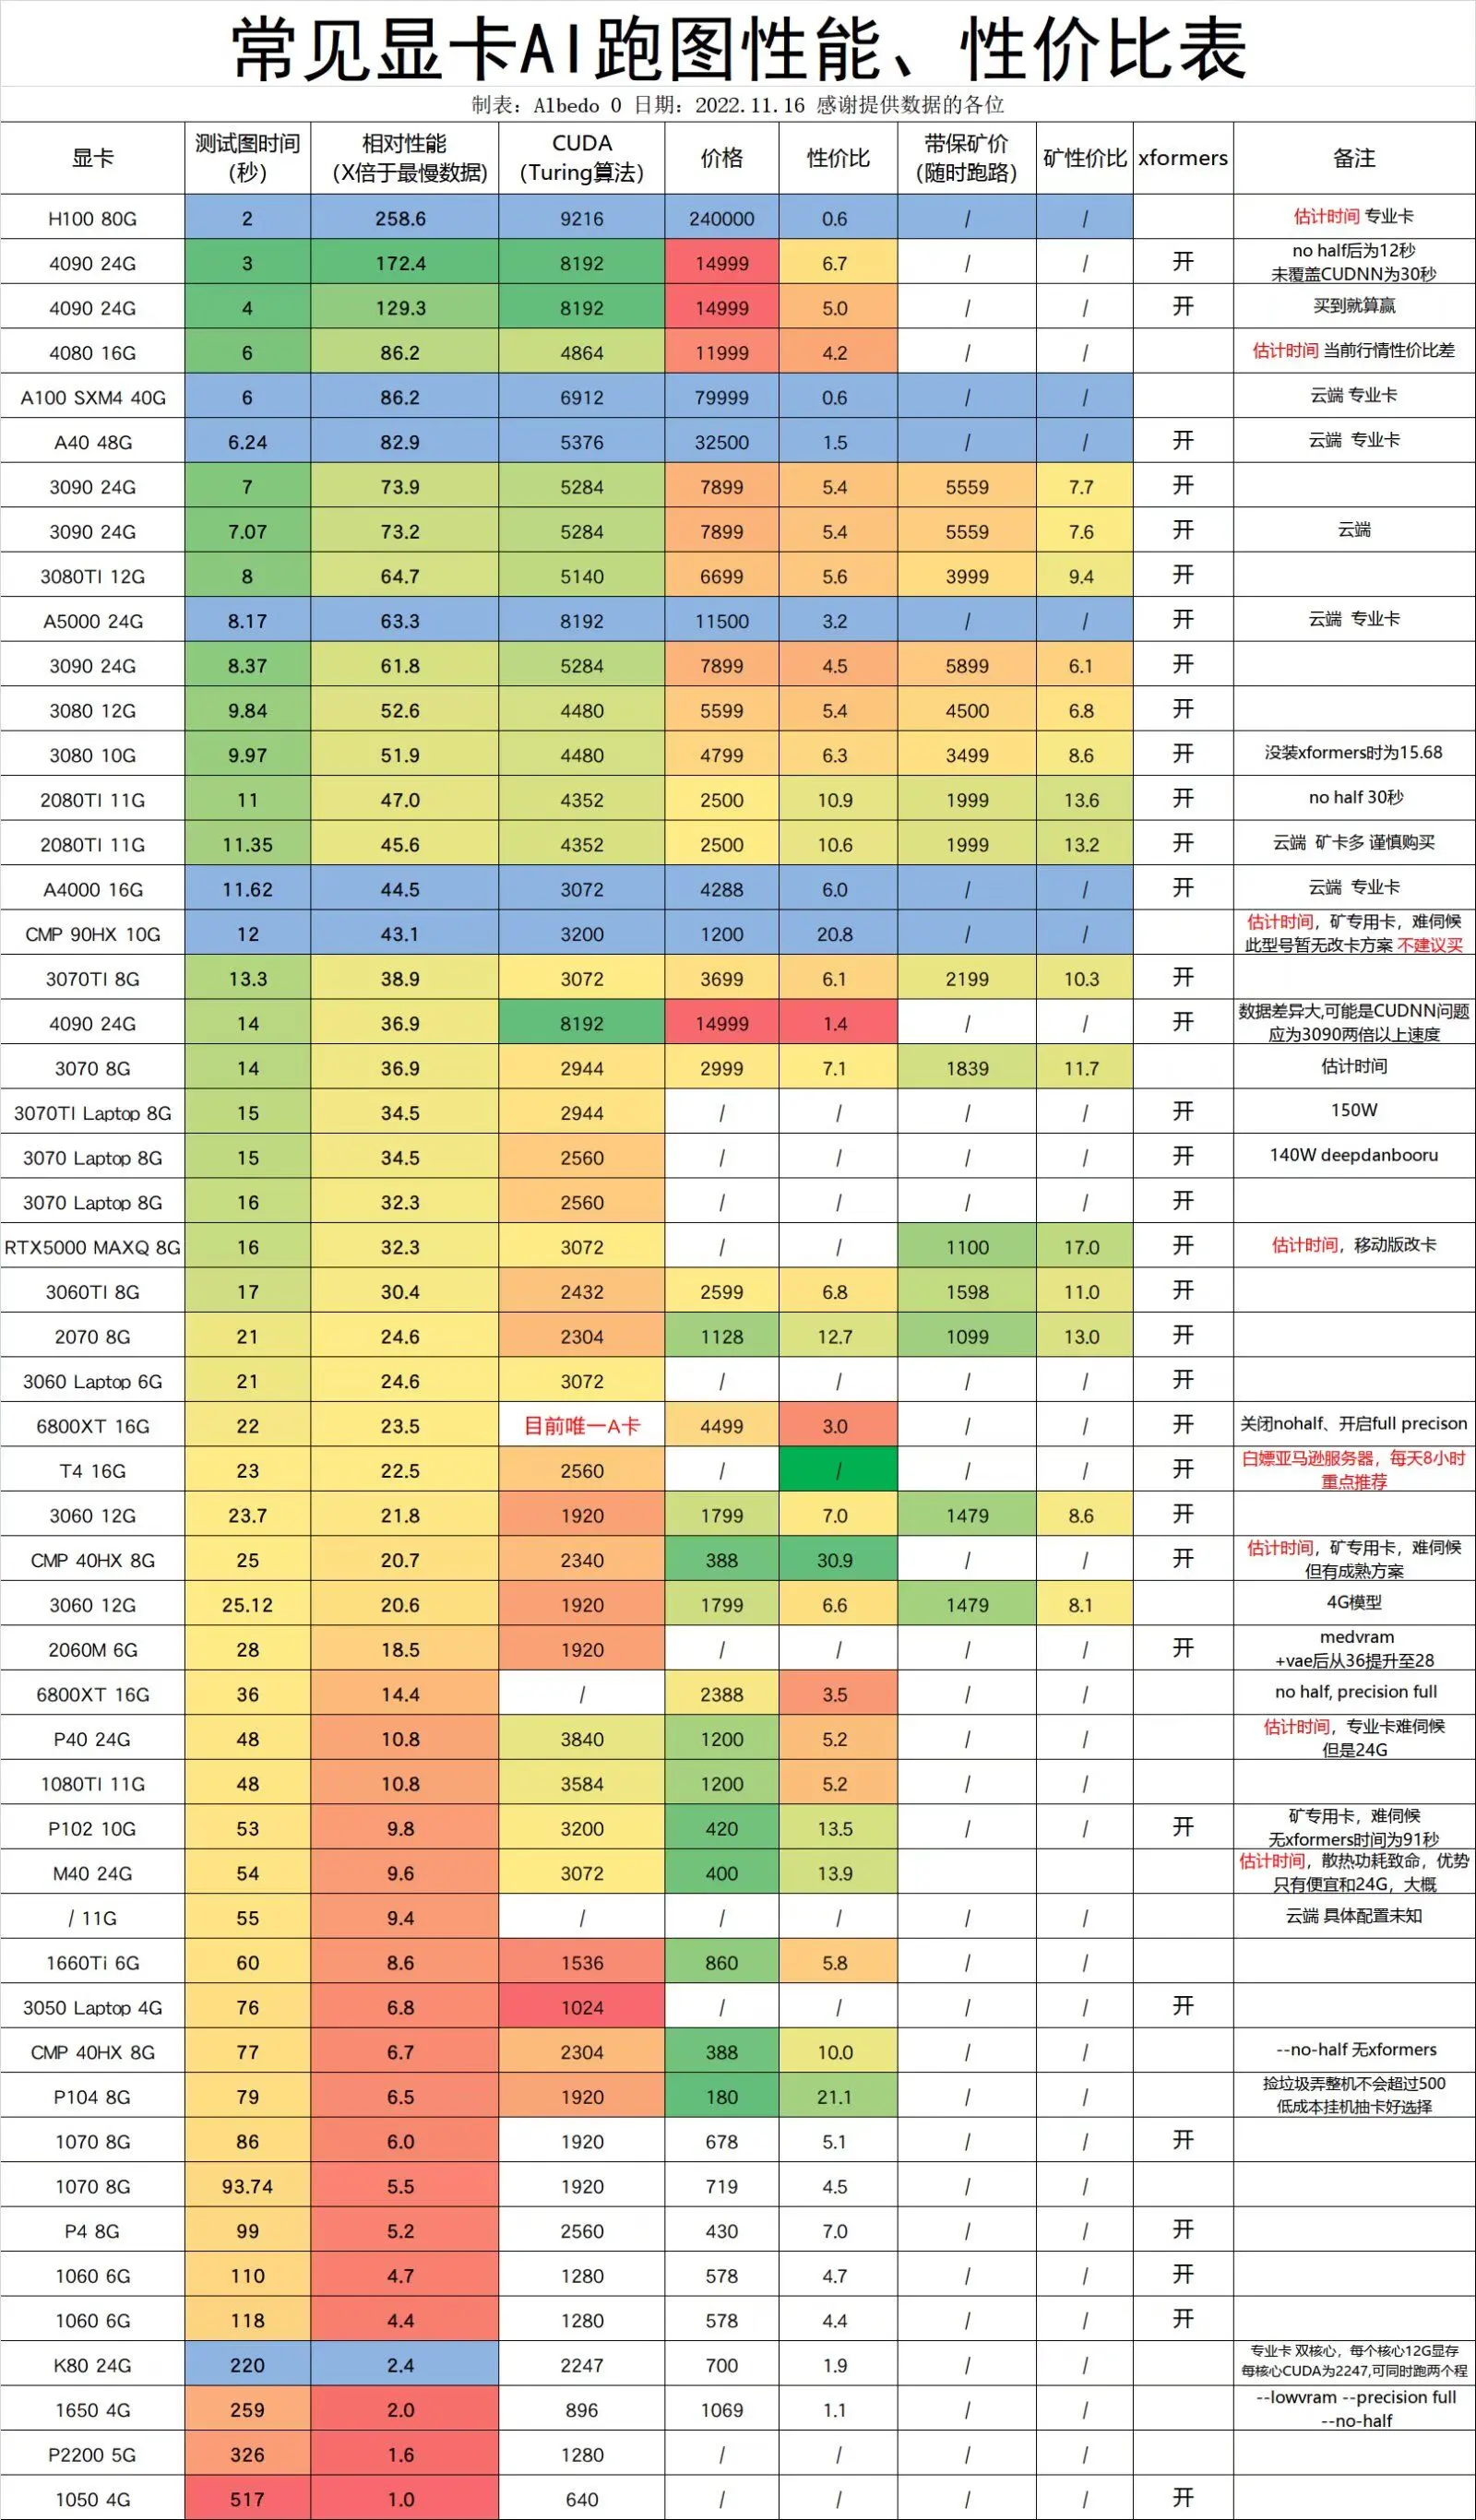 常见显卡AI跑图性能、性价比表
制表：Albedo 0 日期：2022.11.16 感谢提供数据的各位
显卡 测试图时间（秒） 相对性能（X倍于最慢数据) CUDA（Turing算法） 价格 性价比 带保矿价（随时跑路） 矿性价比 xformers 备注
H100 80G 2 258.6 9216 240000 0.6 / / 估计时间 专业卡
4090 24G 3 172.4 8192 14999 6.7 / / 开 no half后为12秒 未覆盖CUDNN为30秒
4090 24G 4 129.3 8192 14999 5.0 / / 开 买到就算赢
4080 16G 6 86.2 4864 11999 4.2 / / 估计时间 当前行情性价比差
A100 SXM4 40G 6 86.2 6912 79999 0.6 / / 云端 专业卡
A40 48G 6.24 82.9 5376 32500 1.5 / / 开 云端 专业卡
3090 24G 7 73.9 5284 7899 5.4 5559 7.7 开
3090 24G 7.07 73.2 5284 7899 5.4 5559 7.6 开 云端
3080TI 12G 8 64.7 5140 6699 5.6 3999 9.4 开
A5000 24G 8.17 63.3 8192 11500 3.2 / / 开 云端 专业卡
3090 24G 8.37 61.8 5284 7899 4.5 5899 6.1 开
3080 12G 9.84 52.6 4480 5599 5.4 4500 6.8 开
3080 10G 9.97 51.9 4480 4799 6.3 3499 8.6 开 没装xformers时为15.68
2080TI 11G 11 47.0 4352 2500 10.9 1999 13.6 开 no half 30秒
2080TI 11G 11.35 45.6 4352 2500 10.6 1999 13.2 开 云端 矿卡多 谨慎购买
A4000 16G 11.62 44.5 3072 4288 6.0 / / 开 云端 专业卡
CMP 90HX 10G 12 43.1 3200 1200 20.8 / / 估计时间，矿专用卡，难伺候 此型号暂无改卡方案 不建议买
3070TI 8G 13.3 38.9 3072 3699 6.1 2199 10.3 开
4090 24G 14 36.9 8192 14999 1.4 / / 开 数据差异大,可能是CUDNN问题 应为3090两倍以上速度
3070 8G 14 36.9 2944 2999 7.1 1839 11.7 估计时间
3070TI Laptop 8G 15 34.5 2944 / / / / 开 150W
3070 Laptop 8G 15 34.5 2560 / / / / 开 140W deepdanbooru
3070 Laptop 8G 16 32.3 2560 / / / / 开
RTX5000 MAXQ 8G 16 32.3 3072 / / 1100 17.0 开 估计时间，移动版改卡
3060TI 8G 17 30.4 2432 2599 6.8 1598 11.0 开
2070 8G 21 24.6 2304 1128 12.7 1099 13.0 开
3060 Laptop 6G 21 24.6 3072 / / / / 开
6800XT 16G 22 23.5 目前唯一A卡 4499 3.0 / / 开 关闭nohalf、开启full precison
T4 16G 23 22.5 2560 / / / / 开 白嫖亚马逊服务器，每天8小时 重点推荐
3060 12G 23.7 21.8 1920 1799 7.0 1479 8.6 开
CMP 40HX 8G 25 20.7 2340 388 30.9 / / 开 估计时间，矿专用卡，难伺候 但有成熟方案
3060 12G 25.12 20.6 1920 1799 6.6 1479 8.1 4G模型
2060M 6G 28 18.5 1920 / / / / 开 medvram +vae后从36提升至28
6800XT 16G 36 14.4 / 2388 3.5 / / no half, precision full
P40 24G 48 10.8 3840 1200 5.2 / / 估计时间，专业卡难伺候 但是24G
1080TI 11G 48 10.8 3584 1200 5.2 / /
P102 10G 53 9.8 3200 420 13.5 / / 开 矿专用卡，难伺候 无xformers时间为91秒
M40 24G 54 9.6 3072 400 13.9 估计时间，散热功耗致命，优势 只有便宜和24G，大概
/ 11G 55 9.4 / / / / / 云端 具体配置未知
1660Ti 6G 60 8.6 1536 860 5.8 / /
3050 Laptop 4G 76 6.8 1024 / / / / 开
CMP 40HX 8G 77 6.7 2304 388 10.0 / / --no-half 无xformers
P104 8G 79 6.5 1920 180 21.1 / / 捡垃圾弄整机不会超过500 低成本挂机抽卡好选择
1070 8G 86 6.0 1920 678 5.1 / / 开
1070 8G 93.74 5.5 1920 719 4.5 / /
P4 8G 99 5.2 2560 430 7.0 / / 开
1060 6G 110 4.7 1280 578 4.7 / / 开
1060 6G 118 4.4 1280 578 4.4 / / 开
K80 24G 220 2.4 2247 700 1.9 / / 专业卡 双核心，每个核心12G显存 每核心CUDA为2247,可同时跑两个程
1650 4G 259 2.0 896 1069 1.1 / / --lowvram --precision full --no-half
P2200 5G 326 1.6 1280 / / / /
1050 4G 517 1.0 640 / / / / 开